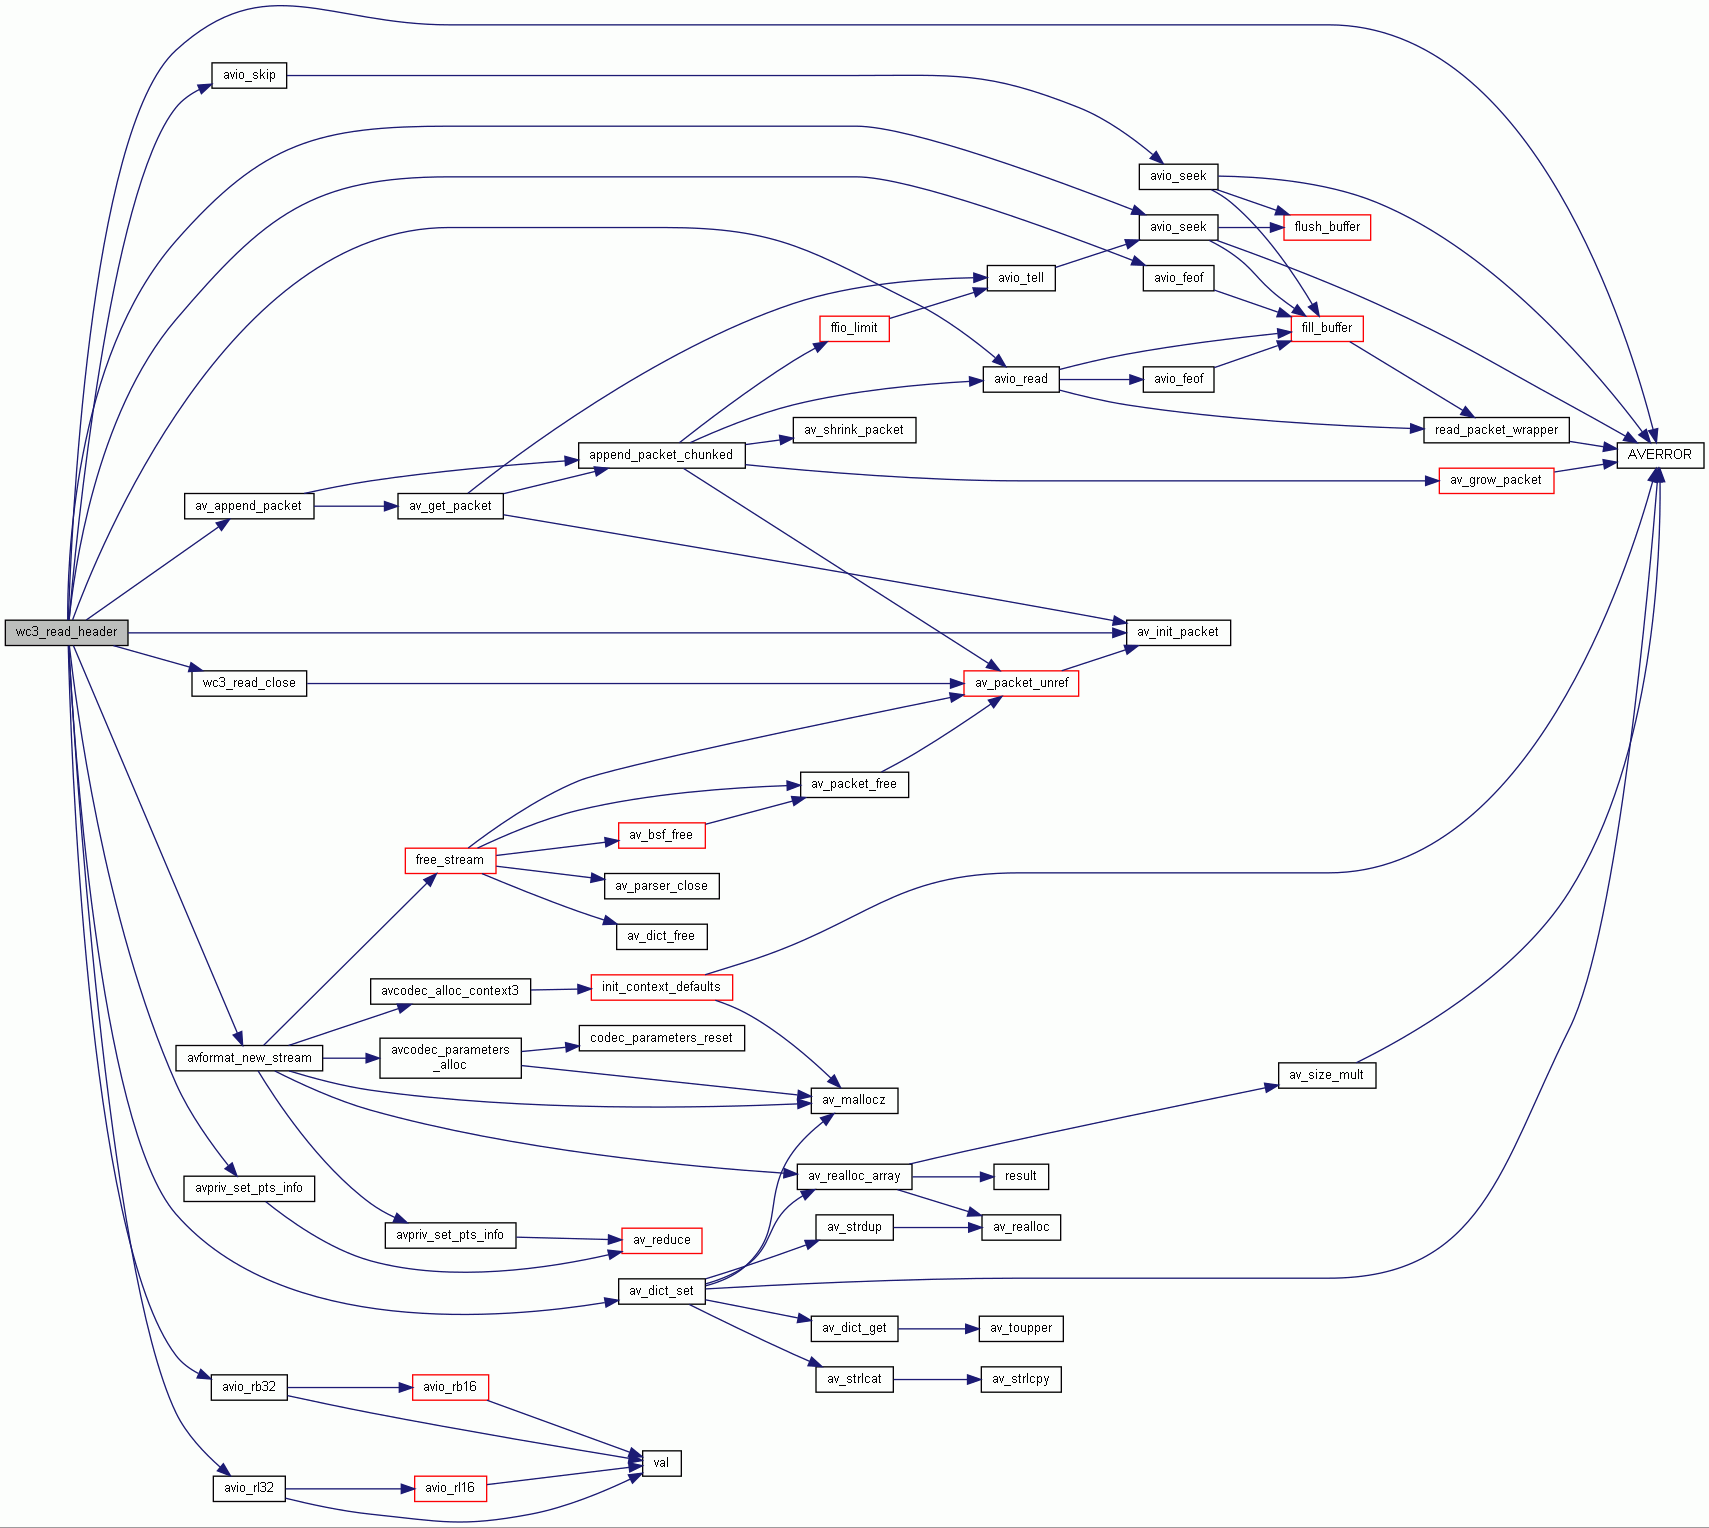 avio_skip
avio_seek
avio_seek
flush_buffer
avio_tell
avio_feof
ffio_limit
fill_buffer
avio_read
avio_feof
av_shrink_packet
read_packet_wrapper
append_packet_chunked
AVERROR
av_grow_packet
av_append_packet
av_get_packet
wc3_read_header
av_init_packet
wc3_read_close
av_packet_unref
av_packet_free
av_bsf_free
free_stream
av_parser_close
av_dict_free
avcodec_alloc_context3
init_context_defaults
codec_parameters_reset
avformat_new_stream
avcodec_parameters
_alloc
av_size_mult
av_mallocz
av_realloc_array
result
avpriv_set_pts_info
av_strdup
av_realloc
avpriv_set_pts_info
av_reduce
av_dict_set
av_dict_get
av_toupper
av_strlcat
av_strlcpy
avio_rb32
avio_rb16
val
avio_rl32
avio_rl16